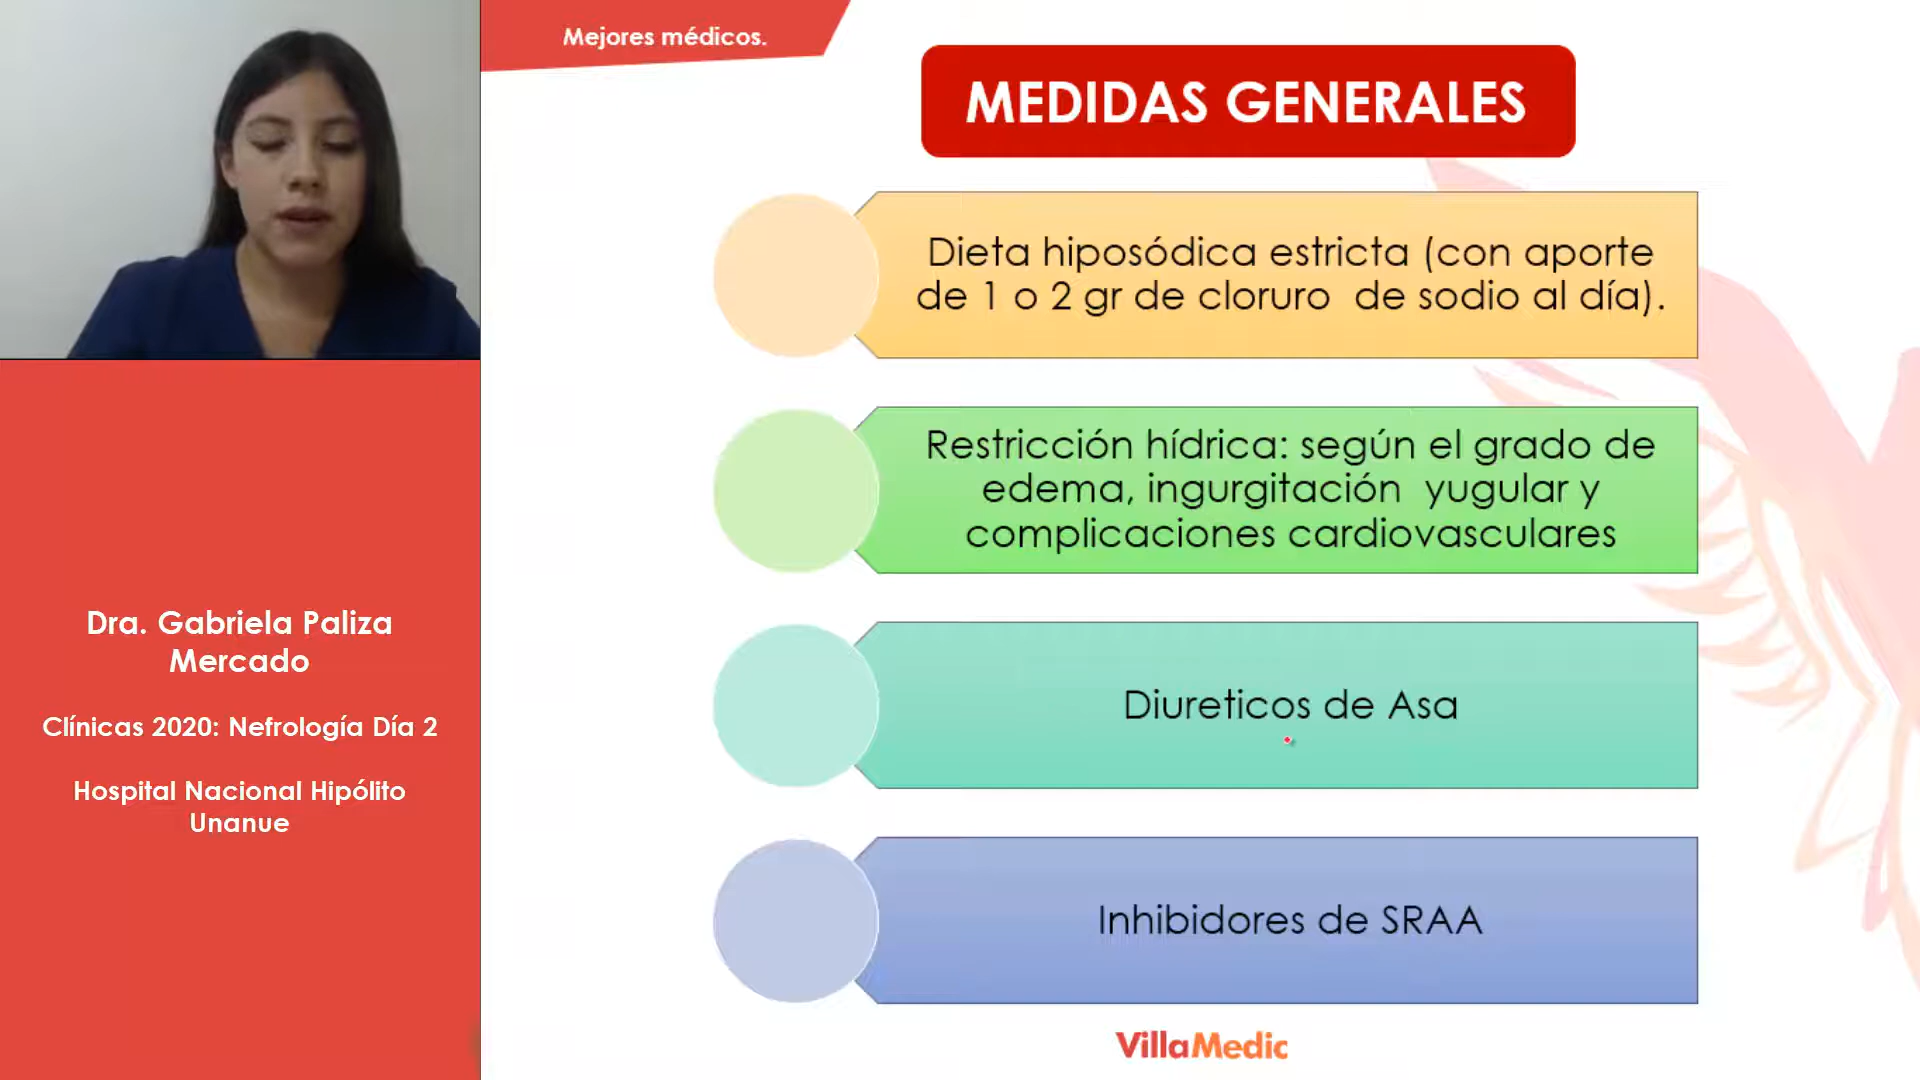 Mejores médicos.
MEDIDAS GENERALES
Dieta hiposódica estricta (con aporte
de 1 o 2 gr de cloruro de sodio al día).
Restricción hídrica: según el grado de
edema, ingurgitación yugular y
complicaciones cardiovasculares
Diureticos de Asa
Inhibidores de SRAA
Dra. Gabriela Paliza
Mercado
Clínicas 2020: Nefrología Día 2
Hospital Nacional Hipólito
Unanue
VillaMedic